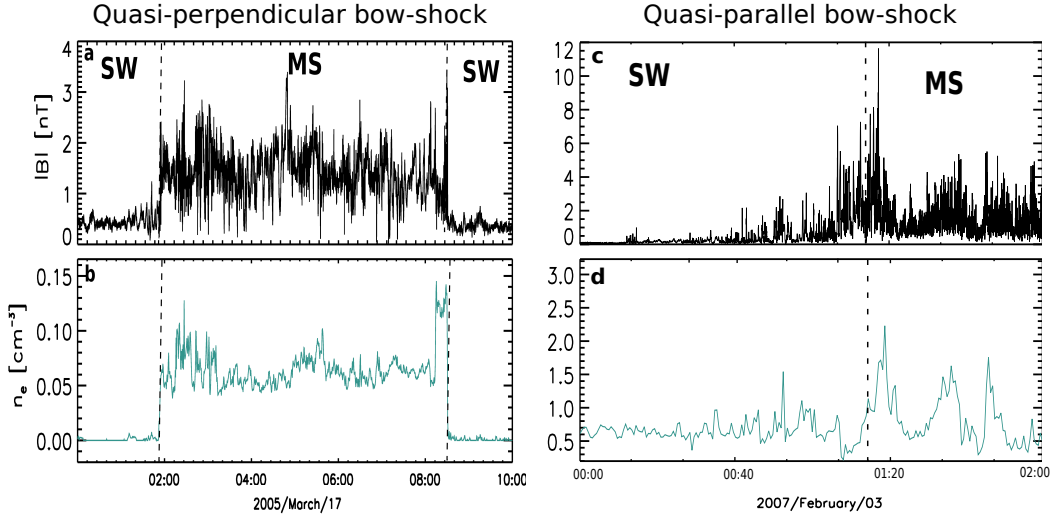 Quasi-perpendicular bow-shock
Quasi-parallel bow-shock
a
SW
MS
SW
|B| [nT]
4
3
2
1
0
b
n_e [cm⁻³]
0.15
0.10
0.05
0.00
02:00 04:00 06:00 08:00 10:00
2005/March/17
c
SW
MS
12
10
8
6
4
2
0
d
3.0
2.5
2.0
1.5
1.0
0.5
00:00 00:40 01:20 02:00
2007/February/03